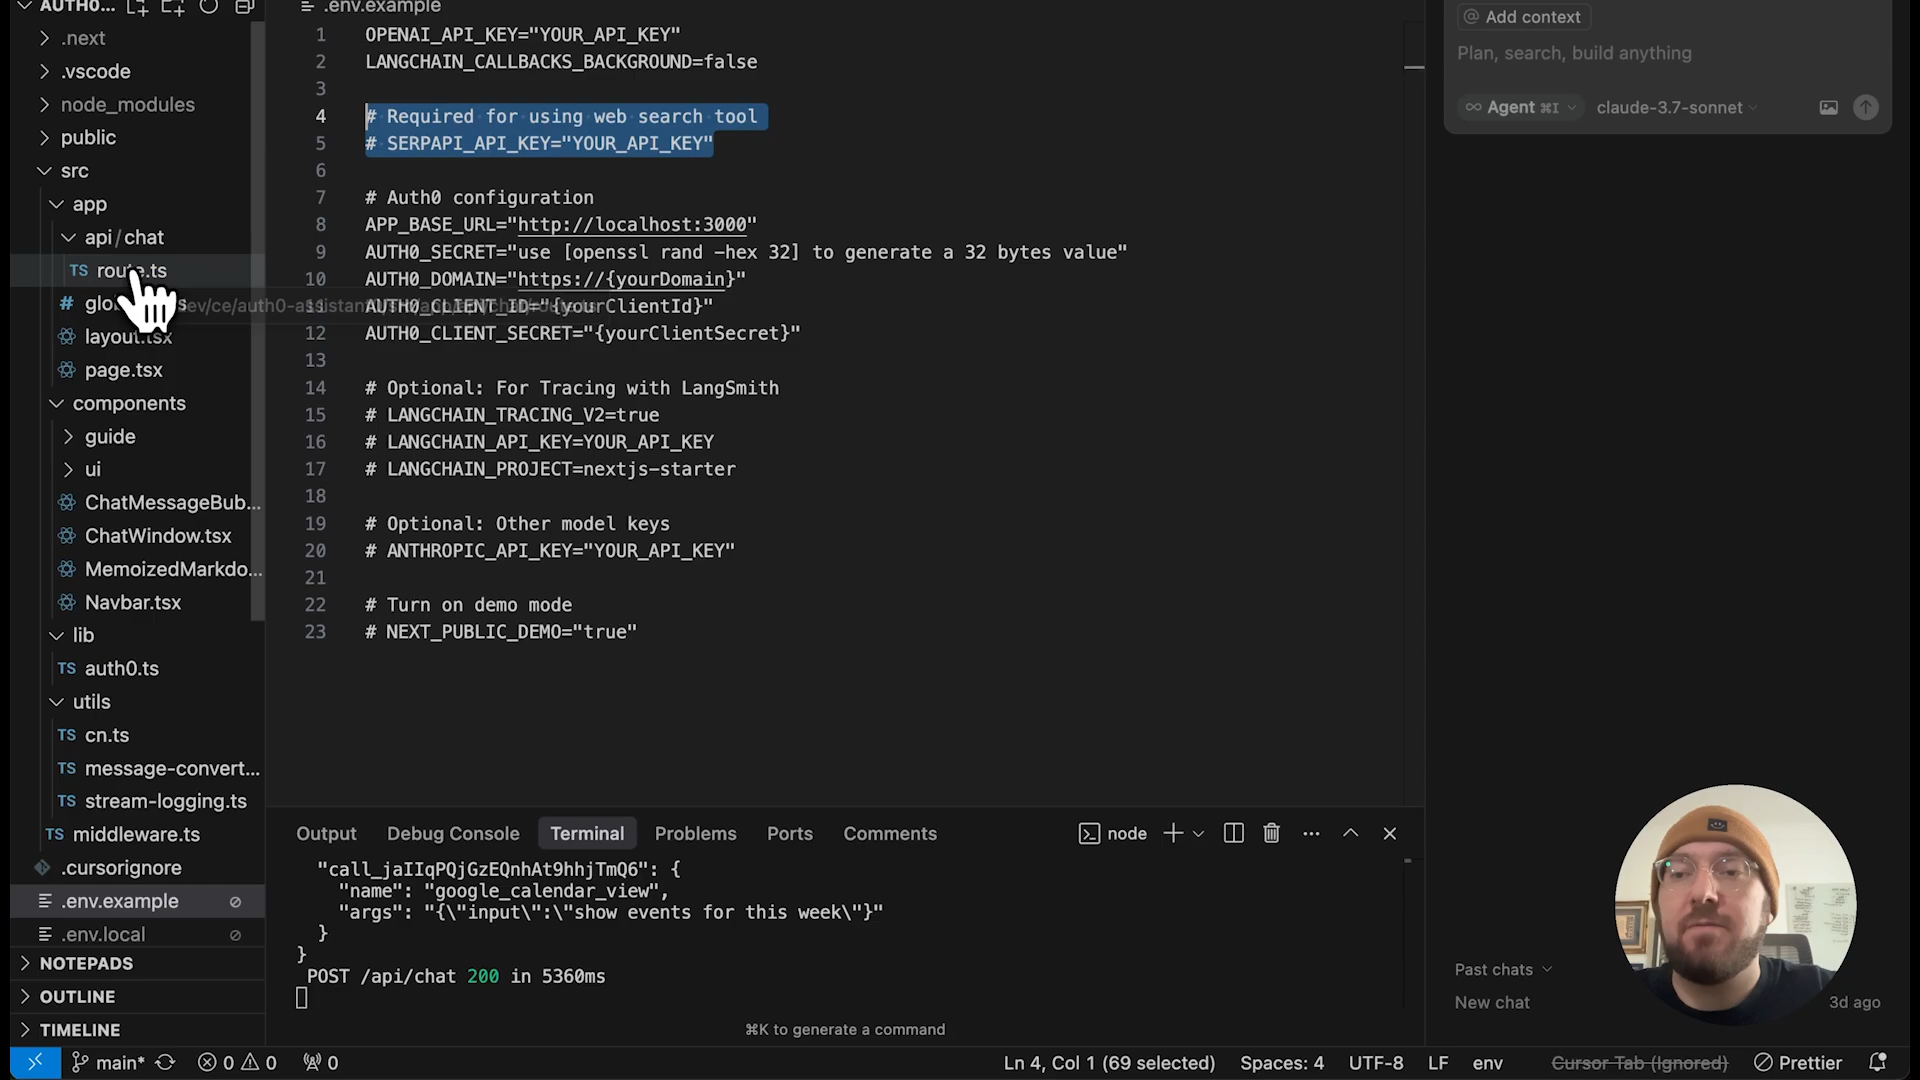 AUTH0...
.next
.vscode
node_modules
public
src
app
api/chat
TS route.ts
# glo
layout.tsx
page.tsx
components
guide
ui
ChatMessageBub...
ChatWindow.tsx
MemoizedMarkdo...
Navbar.tsx
lib
TS auth0.ts
utils
TS cn.ts
TS message-convert...
TS stream-logging.ts
TS middleware.ts
.cursorignore
.env.example
.env.local
NOTEPADS
OUTLINE
TIMELINE
.env.example
1 OPENAI_API_KEY="YOUR_API_KEY"
2 LANGCHAIN_CALLBACKS_BACKGROUND=false
3
4 # Required for using web search tool
5 # SERPAPI_API_KEY="YOUR_API_KEY"
6
7 # Auth0 configuration
8 APP_BASE_URL="http://localhost:3000"
9 AUTH0_SECRET="use [openssl rand -hex 32] to generate a 32 bytes value"
10 AUTH0_DOMAIN="https://{yourDomain}"
11 AUTH0_CLIENT_ID="{yourClientId}"
12 AUTH0_CLIENT_SECRET="{yourClientSecret}"
13
14 # Optional: For Tracing with LangSmith
15 # LANGCHAIN_TRACING_V2=true
16 # LANGCHAIN_API_KEY=YOUR_API_KEY
17 # LANGCHAIN_PROJECT=nextjs-starter
18
19 # Optional: Other model keys
20 # ANTHROPIC_API_KEY="YOUR_API_KEY"
21
22 # Turn on demo mode
23 # NEXT_PUBLIC_DEMO="true"
Output Debug Console Terminal Problems Ports Comments node
"call_jaIIqPQjGzEQnhAt9hhjTmQ6": {
"name": "google_calendar_view",
"args": "{\"input\":\"show events for this week\"}"
}
}
POST /api/chat 200 in 5360ms
⌘K to generate a command
@ Add context
Plan, search, build anything
∞ Agent ⌘I claude-3.7-sonnet
Past chats
New chat 3d ago
main* 0 0 0 Ln 4, Col 1 (69 selected) Spaces: 4 UTF-8 LF env Cursor Tab (Ignored) Prettier